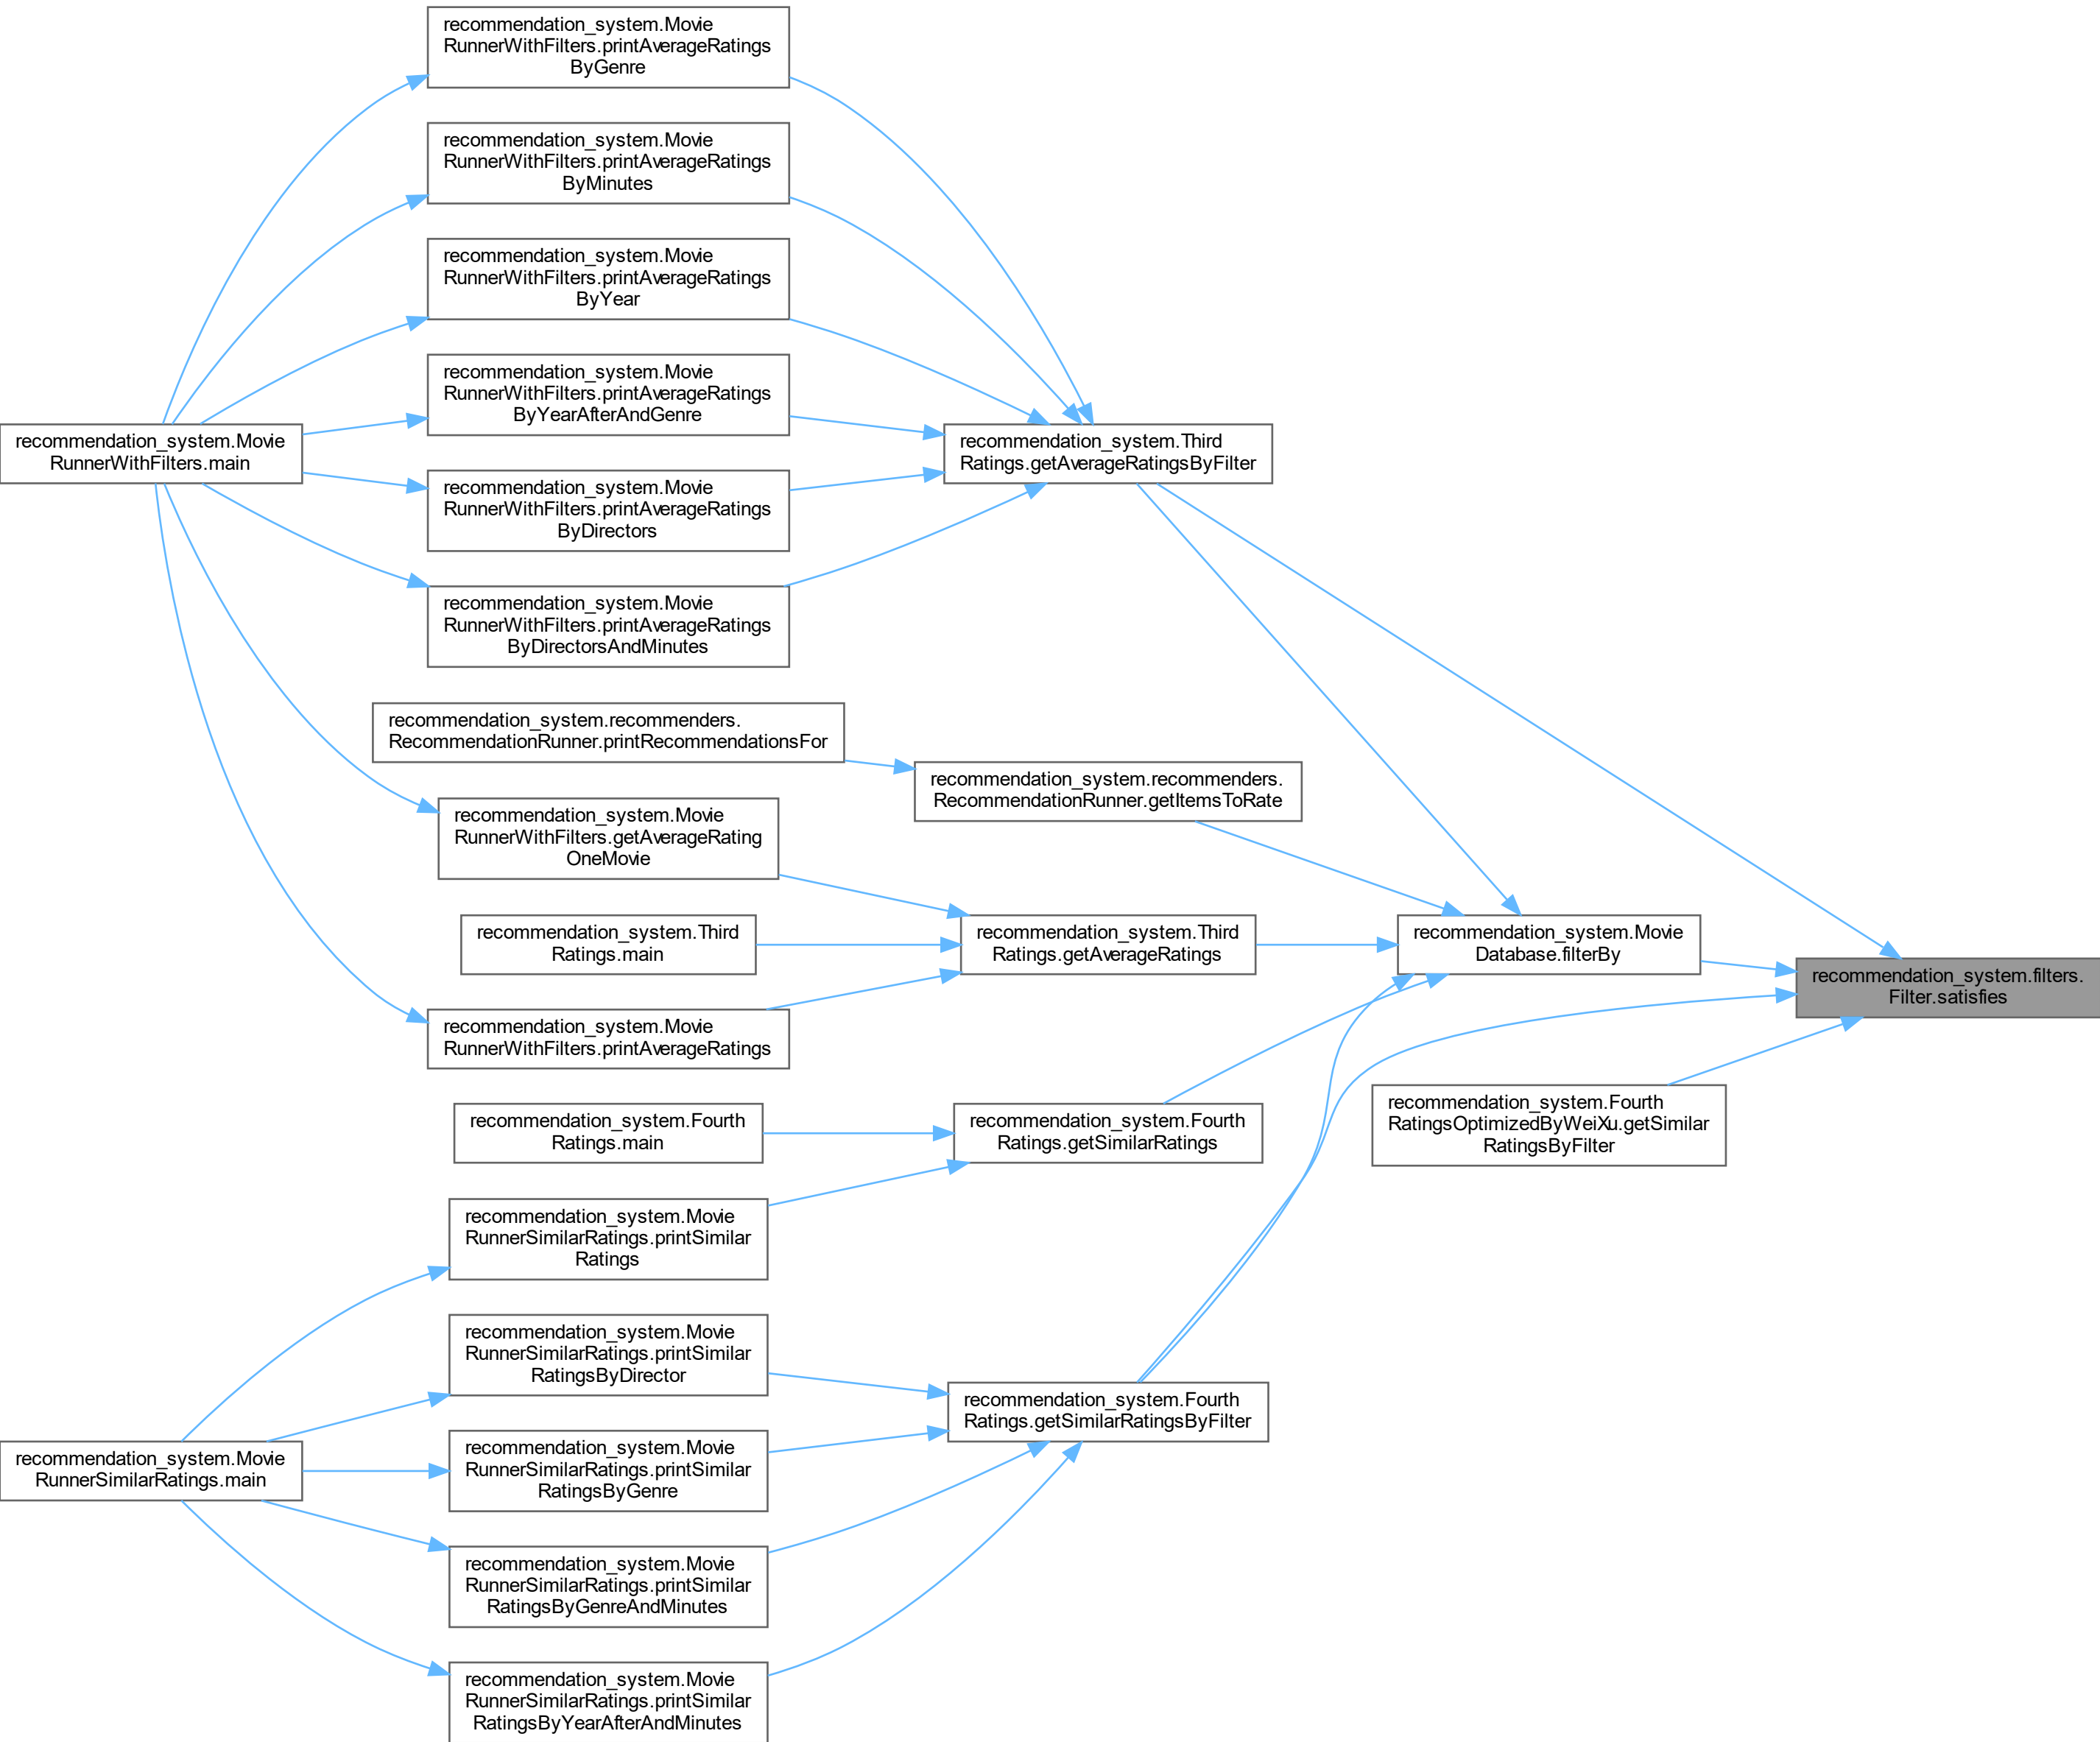 recommendation_system.Movie
RunnerWithFilters.printAverageRatings
ByGenre
recommendation_system.Movie
RunnerWithFilters.printAverageRatings
ByMinutes
recommendation_system.Movie
RunnerWithFilters.printAverageRatings
ByYear
recommendation_system.Movie
RunnerWithFilters.printAverageRatings
ByYearAfterAndGenre
recommendation_system.Movie
RunnerWithFilters.main
recommendation_system.Third
Ratings.getAverageRatingsByFilter
recommendation_system.Movie
RunnerWithFilters.printAverageRatings
ByDirectors
recommendation_system.Movie
RunnerWithFilters.printAverageRatings
ByDirectorsAndMinutes
recommendation_system.recommenders.
RecommendationRunner.printRecommendationsFor
recommendation_system.recommenders.
RecommendationRunner.getItemsToRate
recommendation_system.Movie
RunnerWithFilters.getAverageRating
OneMovie
recommendation_system.Third
Ratings.main
recommendation_system.Third
Ratings.getAverageRatings
recommendation_system.Movie
Database.filterBy
recommendation_system.filters.
Filter.satisfies
recommendation_system.Movie
RunnerWithFilters.printAverageRatings
recommendation_system.Fourth
RatingsOptimizedByWeiXu.getSimilar
RatingsByFilter
recommendation_system.Fourth
Ratings.main
recommendation_system.Fourth
Ratings.getSimilarRatings
recommendation_system.Movie
RunnerSimilarRatings.printSimilar
Ratings
recommendation_system.Movie
RunnerSimilarRatings.printSimilar
RatingsByDirector
recommendation_system.Fourth
Ratings.getSimilarRatingsByFilter
recommendation_system.Movie
RunnerSimilarRatings.main
recommendation_system.Movie
RunnerSimilarRatings.printSimilar
RatingsByGenre
recommendation_system.Movie
RunnerSimilarRatings.printSimilar
RatingsByGenreAndMinutes
recommendation_system.Movie
RunnerSimilarRatings.printSimilar
RatingsByYearAfterAndMinutes